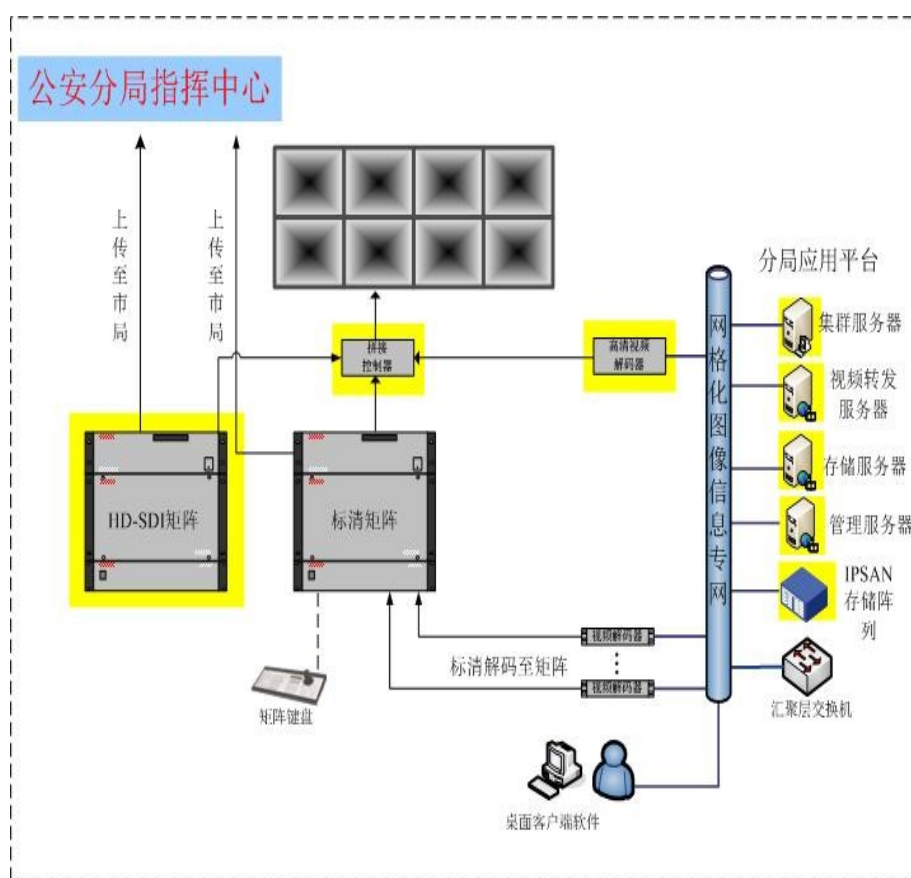 公安分局指挥中心
上传至市局
上传至市局
分局应用平台
拼接
控制器
高清视频
解码器
网格化图像信息专网
集群服务器
视频转发
服务器
存储服务器
管理服务器
IPSAN
存储阵
列
汇聚层交换机
HD-SDI矩阵
标清矩阵
视频解码器
标清解码至矩阵
视频解码器
矩阵键盘
桌面客户端软件